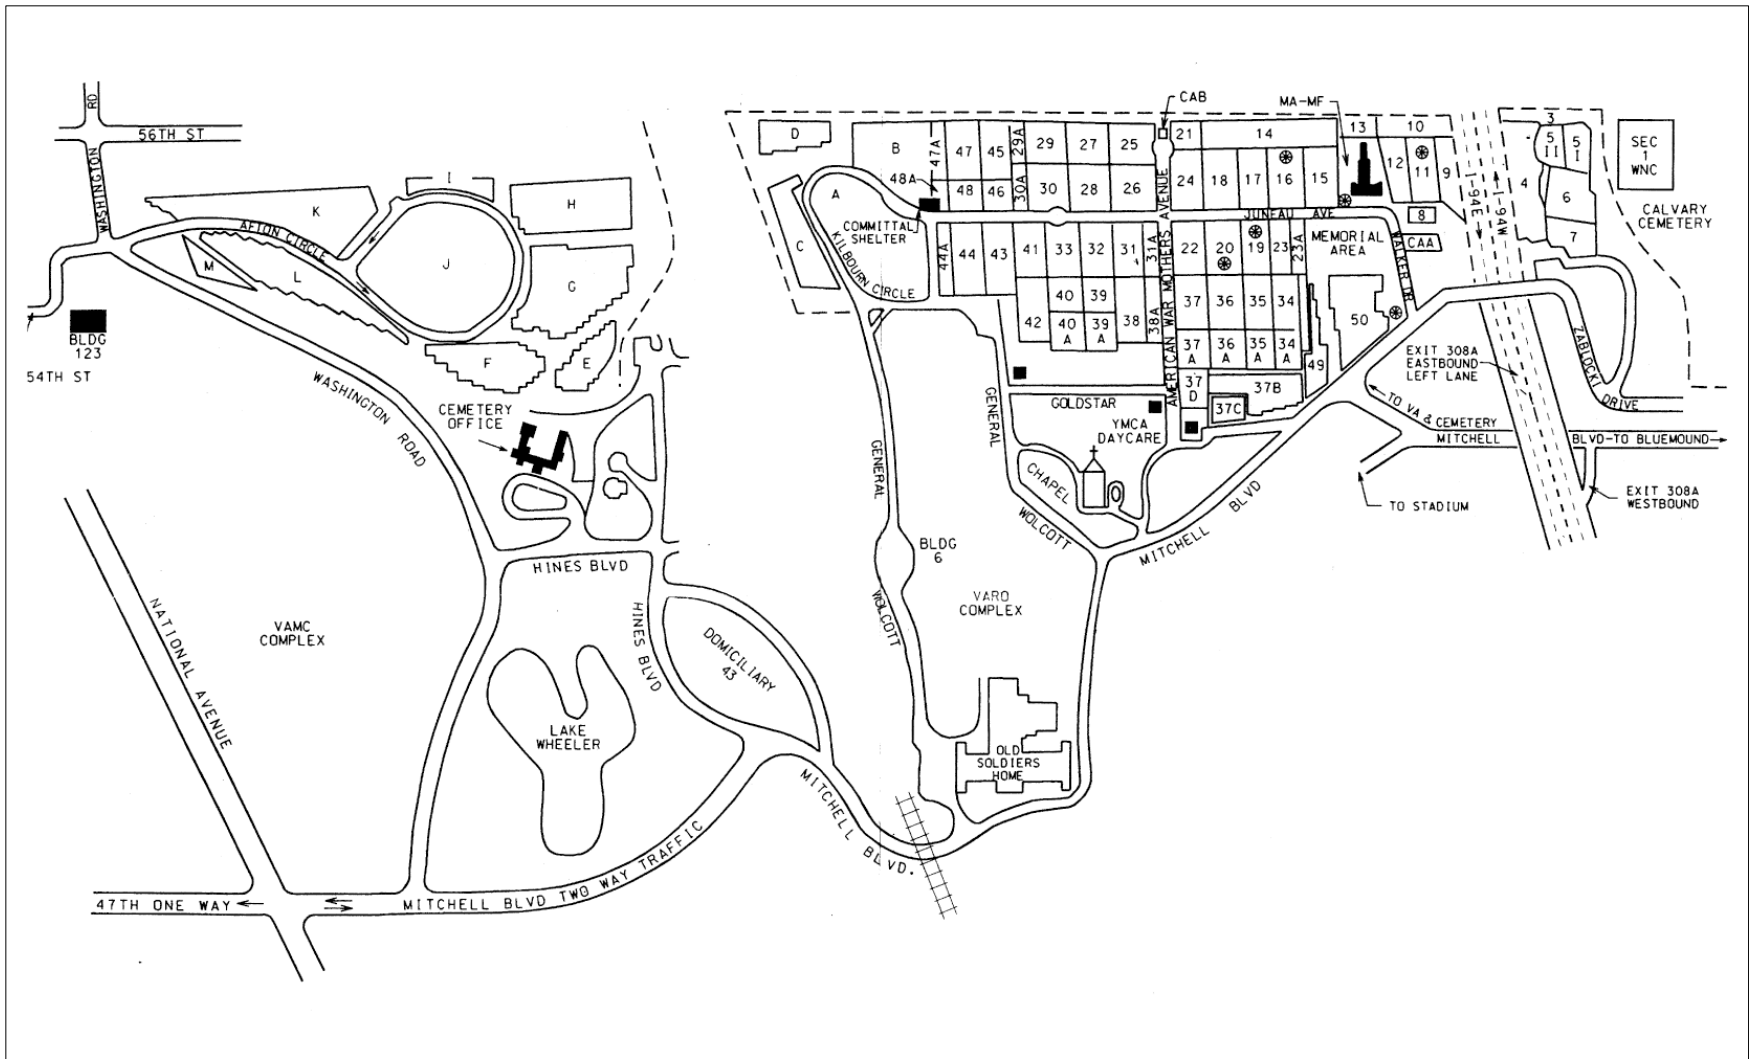 RD
56TH ST
WASHINGTON
I
K
H
AFTON CIRCLE
M
L
J
G
BLDG
123
54TH ST
F
E
WASHINGTON ROAD
CEMETERY
OFFICE
HINES BLVD
HINES BLVD
VAMC
COMPLEX
NATIONAL AVENUE
DOMICILIARY
43
LAKE
WHEELER
47TH ONE WAY
MITCHELL BLVD TWO WAY TRAFFIC
MITCHELL BLVD.
D
B
47A
47
45
29A
29
27
25
48A
48
46
30A
30
28
26
A
C
COMMITTAL
SHELTER
KILBOURN CIRCLE
44A
44
43
41
33
32
31
31A
40
39
42
40
A
39
A
38
38A
AMERICAN WAR MOTHERS AVENUE
CAB
MA-MF
21
14
13
10
24
18
17
16
15
12
11
9
JUNEAU AVE
8
CAA
WALKER DR
MEMORIAL
AREA
22
20
19
23
23A
37
36
35
34
37
A
36
A
35
A
34
A
50
49
37
D
37B
37C
GOLDSTAR
YMCA
DAYCARE
CHAPEL
GENERAL
WOLCOTT
GENERAL
WOLCOTT
BLDG
6
VARO
COMPLEX
OLD
SOLDIERS
HOME
MITCHELL BLVD
I-94E
I-94W
3
5
II
5
I
4
6
7
SEC
1
WNC
CALVARY
CEMETERY
ZABLOCKI DRIVE
EXIT 308A
EASTBOUND
LEFT LANE
TO VA & CEMETERY
MITCHELL
BLVD-TO BLUEMOUND
TO STADIUM
EXIT 308A
WESTBOUND